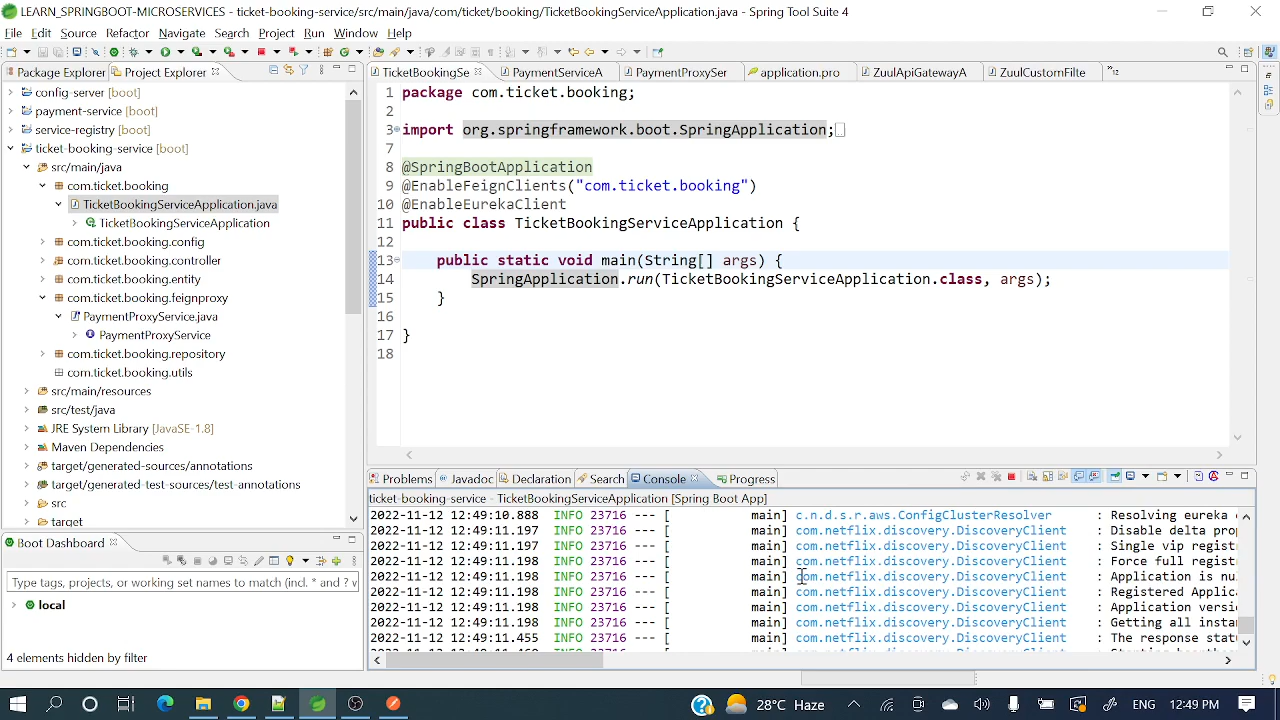 LEARN_SPRINGBOOT-MICROSERVICES - ticket-booking-service/src/main/java/com/ticket/booking/TicketBookingServiceApplication.java - Spring Tool Suite 4
File Edit Source Refactor Navigate Search Project Run Window Help
Package Explorer Project Explorer
config-server [boot]
payment-service [boot]
service-registry [boot]
ticket-booking-service [boot]
src/main/java
com.ticket.booking
TicketBookingServiceApplication.java
TicketBookingServiceApplication
com.ticket.booking.config
com.ticket.booking.controller
com.ticket.booking.entity
com.ticket.booking.feignproxy
PaymentProxyService.java
PaymentProxyService
com.ticket.booking.repository
com.ticket.booking.utils
src/main/resources
src/test/java
JRE System Library [JavaSE-1.8]
Maven Dependencies
target/generated-sources/annotations
target/generated-test-sources/test-annotations
src
target
Boot Dashboard
Type tags, projects, or working set names to match (incl. * and ? v
local
4 elements hidden by filter
TicketBookingSe PaymentServiceA PaymentProxySer application.pro ZuulApiGatewayA ZuulCustomFilte »12
1 package com.ticket.booking;
2
3 import org.springframework.boot.SpringApplication;
7
8 @SpringBootApplication
9 @EnableFeignClients("com.ticket.booking")
10 @EnableEurekaClient
11 public class TicketBookingServiceApplication {
12
13 public static void main(String[] args) {
14 SpringApplication.run(TicketBookingServiceApplication.class, args);
15 }
16
17 }
18
Problems Javadoc Declaration Search Console Progress
ticket-booking-service - TicketBookingServiceApplication [Spring Boot App]
2022-11-12 12:49:10.888 INFO 23716 --- [ main] c.n.d.s.r.aws.ConfigClusterResolver : Resolving eureka
2022-11-12 12:49:11.197 INFO 23716 --- [ main] com.netflix.discovery.DiscoveryClient : Disable delta prop
2022-11-12 12:49:11.197 INFO 23716 --- [ main] com.netflix.discovery.DiscoveryClient : Single vip regist
2022-11-12 12:49:11.198 INFO 23716 --- [ main] com.netflix.discovery.DiscoveryClient : Force full regist
2022-11-12 12:49:11.198 INFO 23716 --- [ main] com.netflix.discovery.DiscoveryClient : Application is nu
2022-11-12 12:49:11.198 INFO 23716 --- [ main] com.netflix.discovery.DiscoveryClient : Registered Applic
2022-11-12 12:49:11.198 INFO 23716 --- [ main] com.netflix.discovery.DiscoveryClient : Application versi
2022-11-12 12:49:11.198 INFO 23716 --- [ main] com.netflix.discovery.DiscoveryClient : Getting all insta
2022-11-12 12:49:11.455 INFO 23716 --- [ main] com.netflix.discovery.DiscoveryClient : The response stat
28°C Haze ENG 12:49 PM